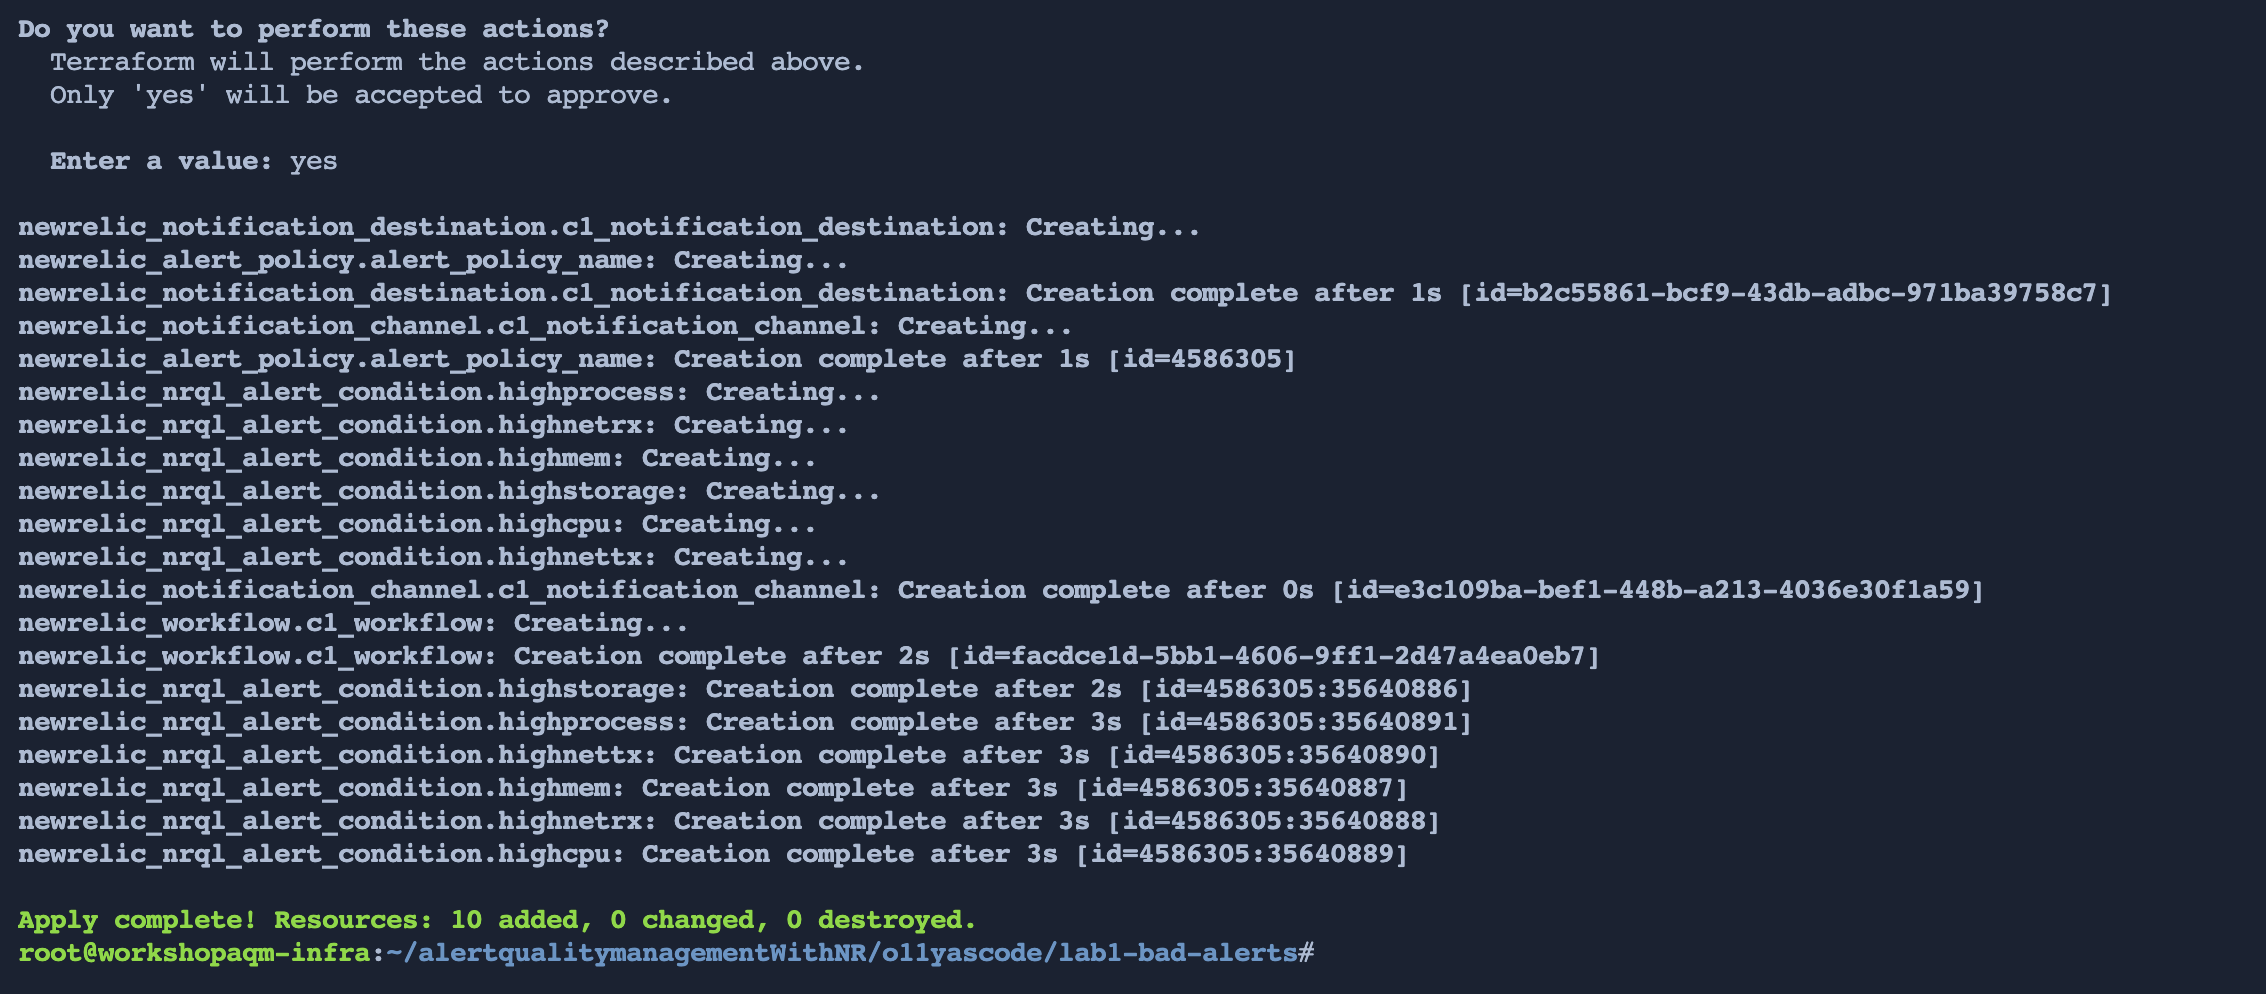 Do you want to perform these actions?
Terraform will perform the actions described above.
Only 'yes' will be accepted to approve.
Enter a value: yes
newrelic_notification_destination.c1_notification_destination: Creating...
newrelic_alert_policy.alert_policy_name: Creating...
newrelic_notification_destination.c1_notification_destination: Creation complete after 1s [id=b2c55861-bcf9-43db-adbc-971ba39758c7]
newrelic_notification_channel.c1_notification_channel: Creating...
newrelic_alert_policy.alert_policy_name: Creation complete after 1s [id=4586305]
newrelic_nrql_alert_condition.highprocess: Creating...
newrelic_nrql_alert_condition.highnetrx: Creating...
newrelic_nrql_alert_condition.highmem: Creating...
newrelic_nrql_alert_condition.highstorage: Creating...
newrelic_nrql_alert_condition.highcpu: Creating...
newrelic_nrql_alert_condition.highnettx: Creating...
newrelic_notification_channel.c1_notification_channel: Creation complete after 0s [id=e3c109ba-bef1-448b-a213-4036e30f1a59]
newrelic_workflow.c1_workflow: Creating...
newrelic_workflow.c1_workflow: Creation complete after 2s [id=facdce1d-5bb1-4606-9ff1-2d47a4ea0eb7]
newrelic_nrql_alert_condition.highstorage: Creation complete after 2s [id=4586305:35640886]
newrelic_nrql_alert_condition.highprocess: Creation complete after 3s [id=4586305:35640891]
newrelic_nrql_alert_condition.highnettx: Creation complete after 3s [id=4586305:35640890]
newrelic_nrql_alert_condition.highmem: Creation complete after 3s [id=4586305:35640887]
newrelic_nrql_alert_condition.highnetrx: Creation complete after 3s [id=4586305:35640888]
newrelic_nrql_alert_condition.highcpu: Creation complete after 3s [id=4586305:35640889]
Apply complete! Resources: 10 added, 0 changed, 0 destroyed.
root@workshopaqm-infra:~/alertqualitymanagementWithNR/o11yascode/lab1-bad-alerts#